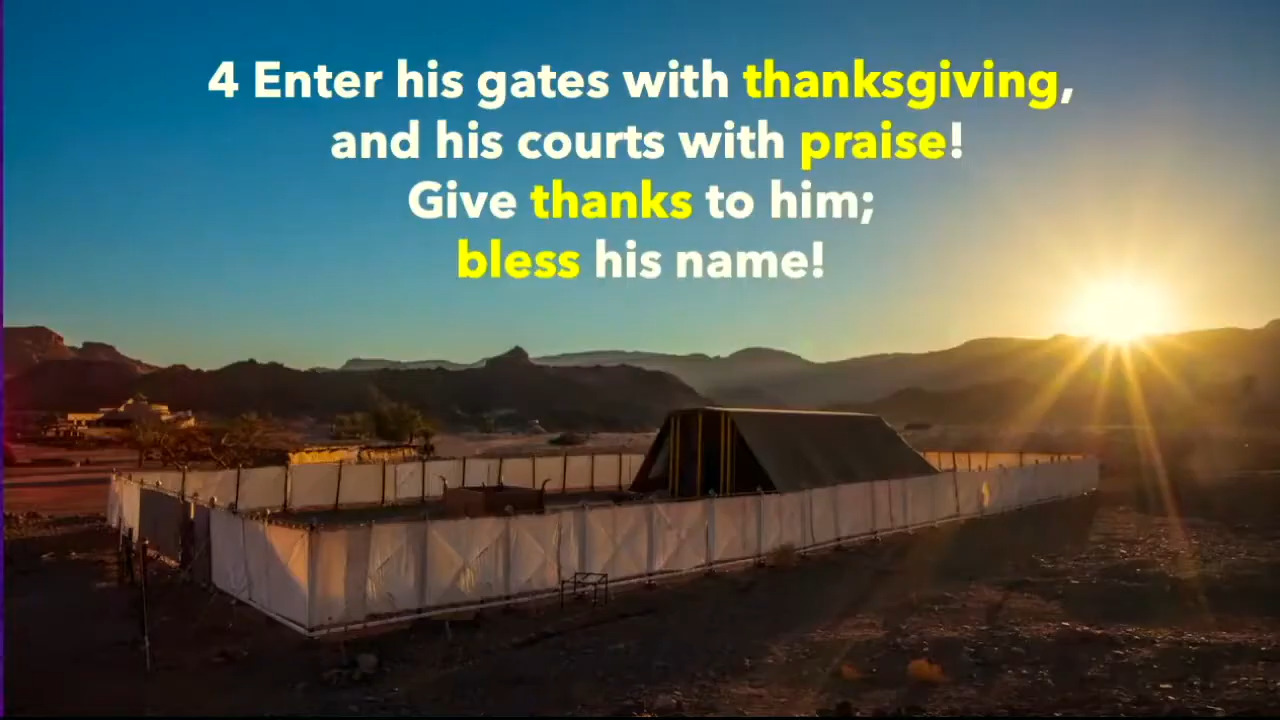 4 Enter his gates with thanksgiving,
and his courts with praise!
Give thanks to him;
bless his name!